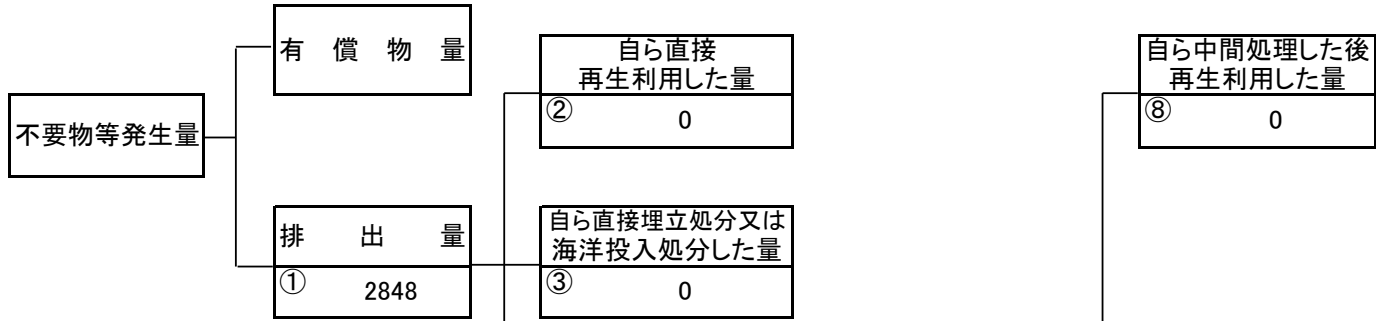 有 償 物 量
自ら直接
再生利用した量
② 0
自ら中間処理した後
再生利用した量
⑧ 0
不要物等発生量
排 出 量
① 2848
自ら直接埋立処分又は
海洋投入処分した量
③ 0